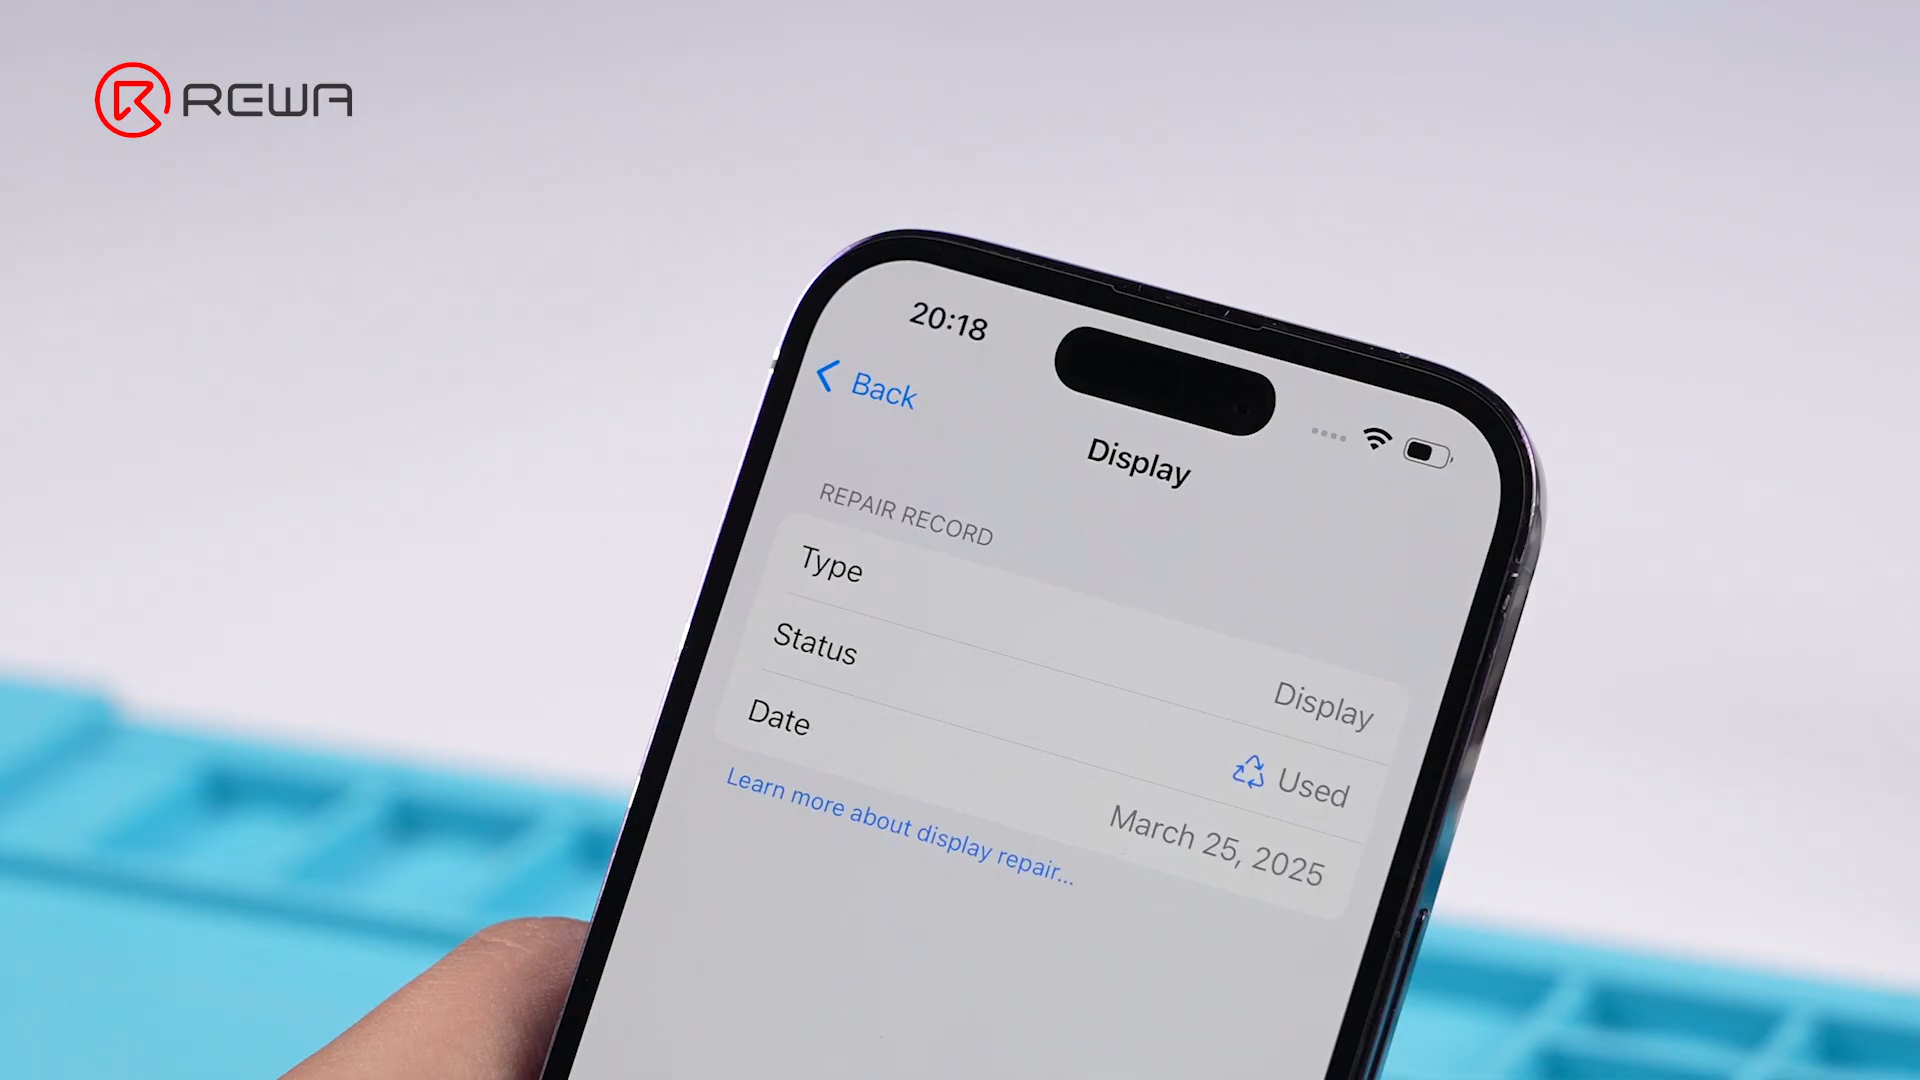 REWA
20:18
Back
Display
REPAIR RECORD
Type Display
Status Used
Date March 25, 2025
Learn more about display repair...